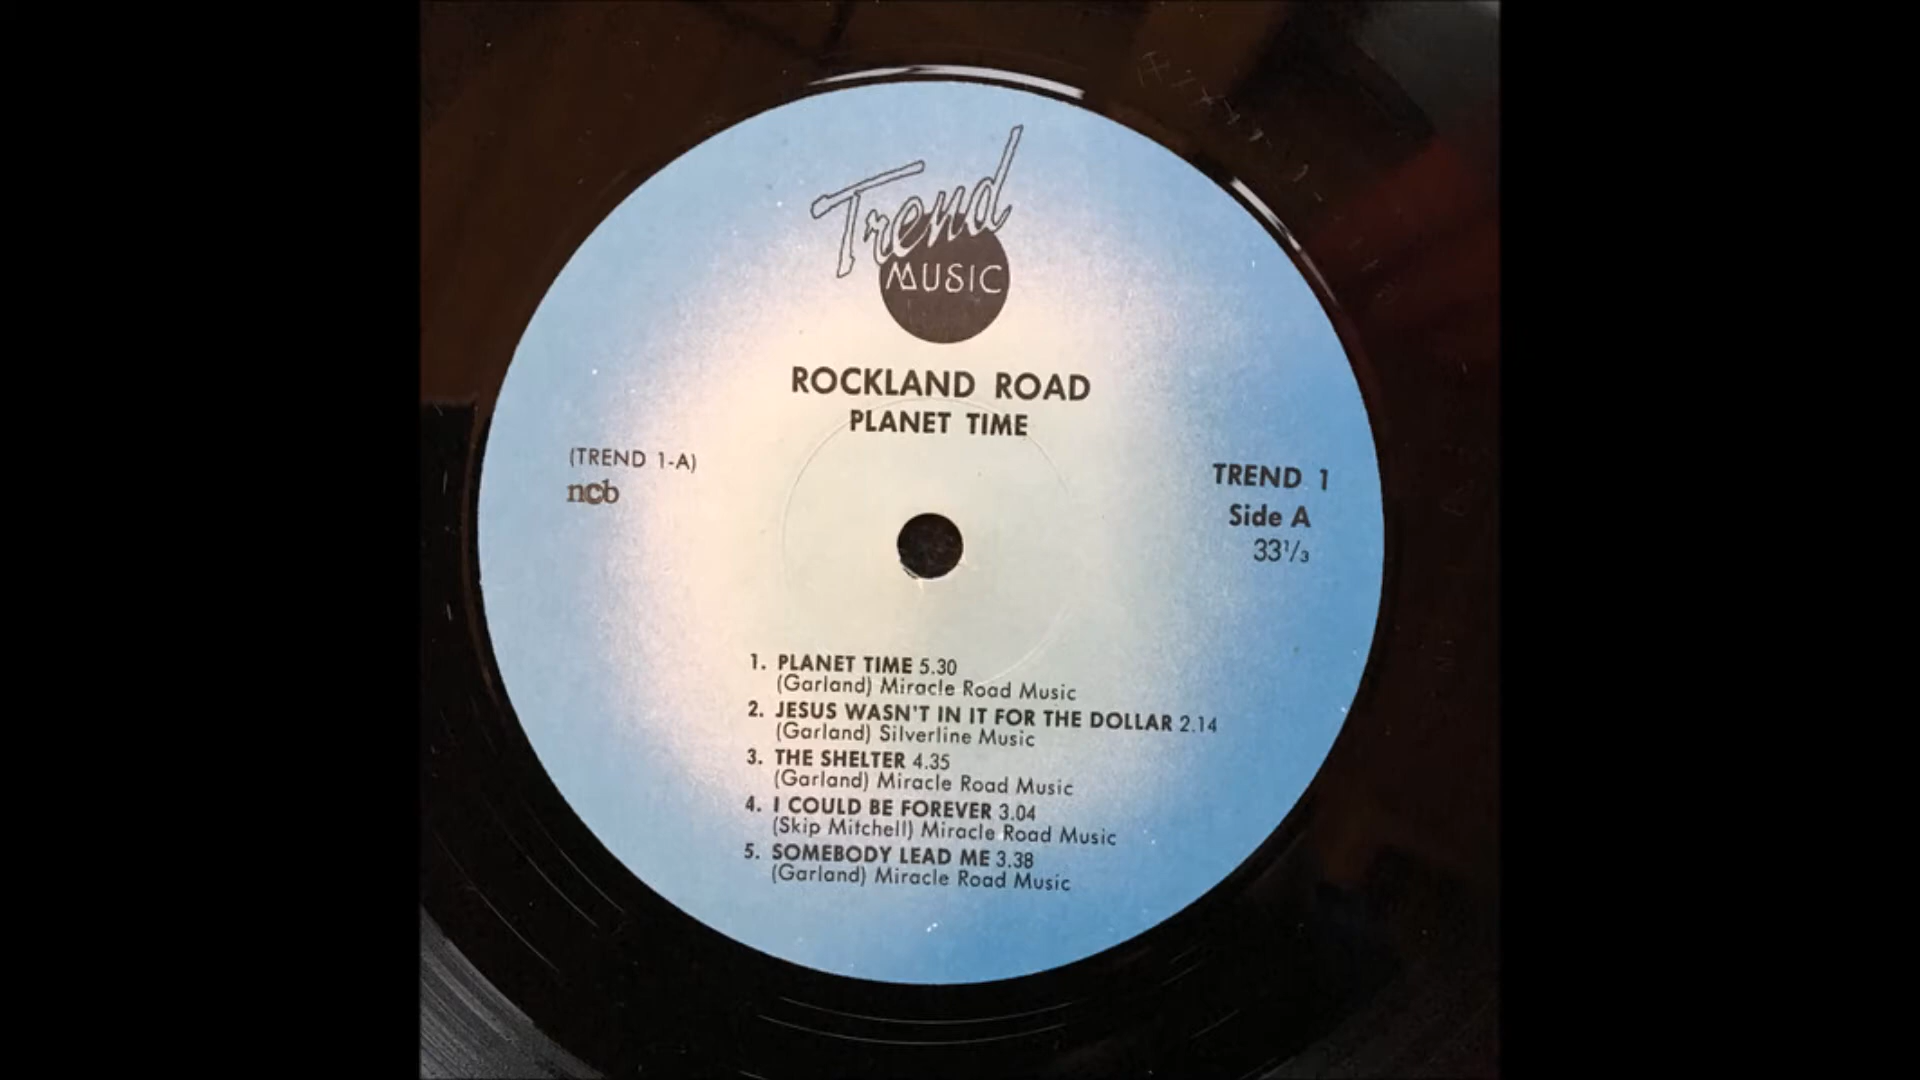 Trend
MUSIC
ROCKLAND ROAD
PLANET TIME
(TREND 1-A)
ncb
TREND 1
Side A
33⅓
1. PLANET TIME 5.30
(Garland) Miracle Road Music
2. JESUS WASN'T IN IT FOR THE DOLLAR 2.14
(Garland) Silverline Music
3. THE SHELTER 4.35
(Garland) Miracle Road Music
4. I COULD BE FOREVER 3.04
(Skip Mitchell) Miracle Road Music
5. SOMEBODY LEAD ME 3.38
(Garland) Miracle Road Music